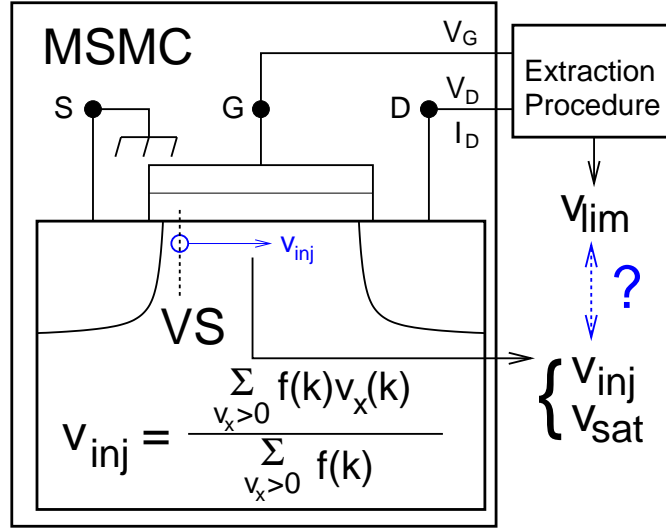 MSMC
V_G
Extraction
Procedure
S
G
D
V_D
I_D
v_lim
v_inj
?
VS
v_inj = Σ_{v_x>0} f(k)v_x(k) / Σ_{v_x>0} f(k)
{ v_inj
v_sat